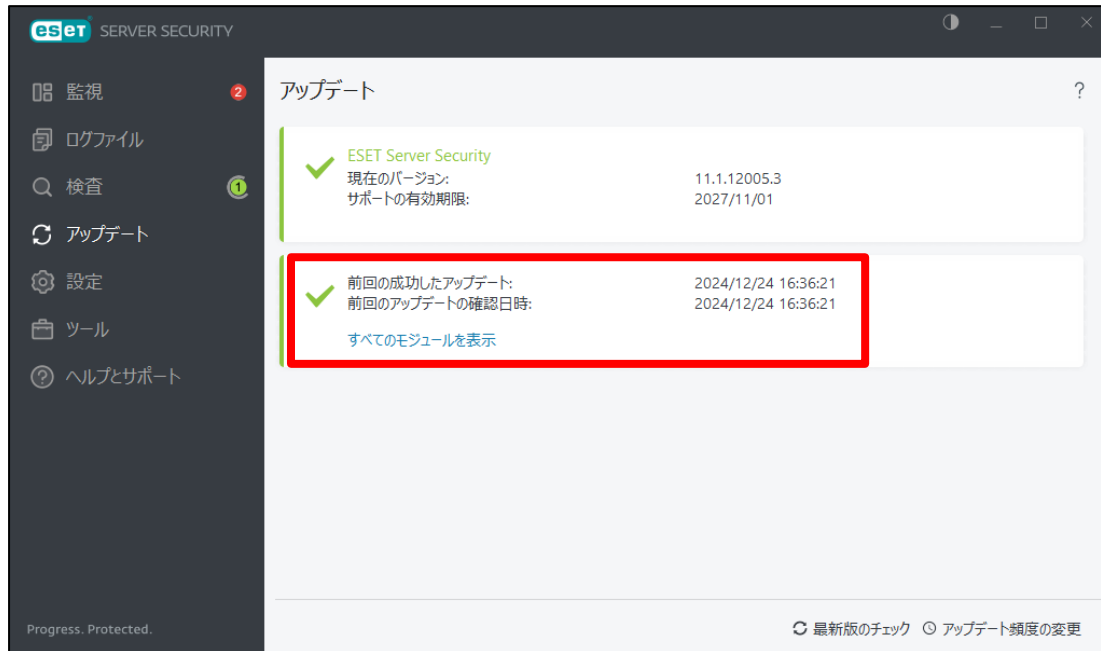 eset SERVER SECURITY
監視 2
ログファイル
検査 1
アップデート
設定
ツール
ヘルプとサポート
Progress. Protected.
アップデート ?
ESET Server Security
現在のバージョン: 11.1.12005.3
サポートの有効期限: 2027/11/01
前回の成功したアップデート: 2024/12/24 16:36:21
前回のアップデートの確認日時: 2024/12/24 16:36:21
すべてのモジュールを表示
最新版のチェック アップデート頻度の変更